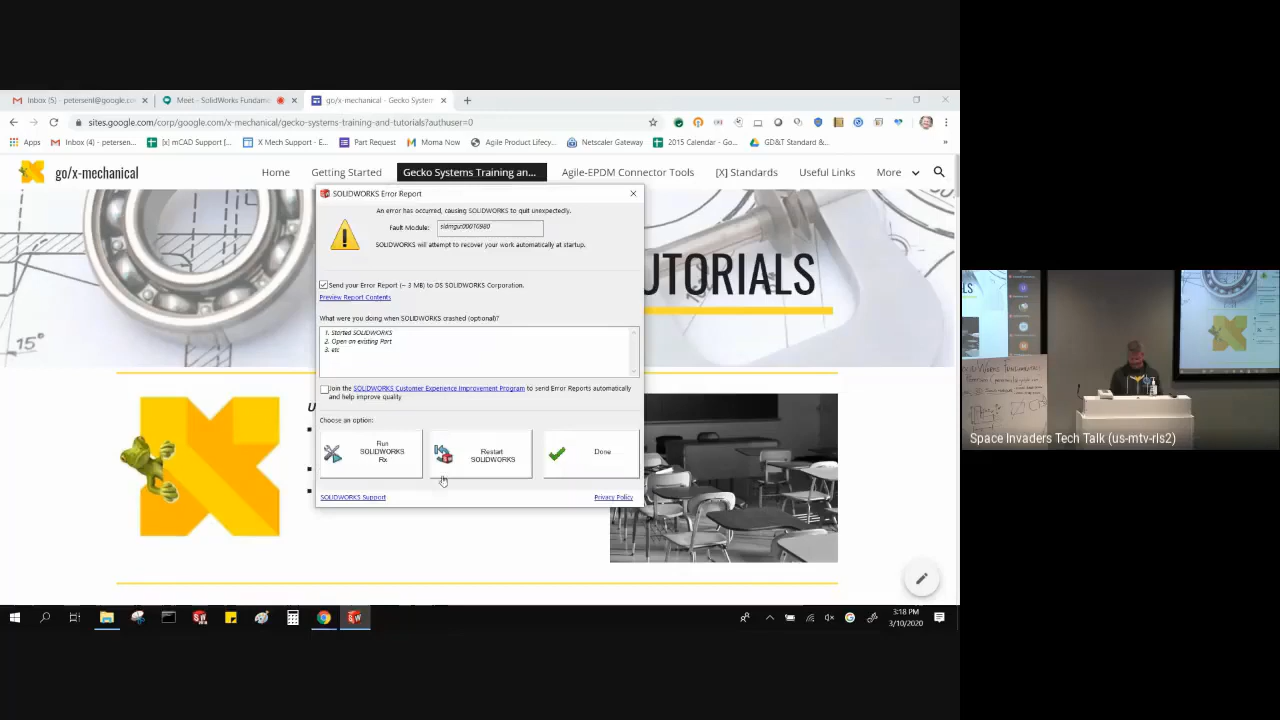 Inbox (5) - petersenl@google.co
Meet - SolidWorks Fundam
go/x-mechanical - Gecko System
sites.google.com/corp/google.com/x-mechanical/gecko-systems-training-and-tutorials?authuser=0
Apps
Inbox (4) - petersen...
[x] mCAD Support [...
X Mech Support - E...
Part Request
Moma Now
Agile Product Lifecy...
Netscaler Gateway
2015 Calendar - Go...
GD&T Standard &...
»
go/x-mechanical
Home
Getting Started
Gecko Systems Training an...
Agile-EPDM Connector Tools
[X] Standards
Useful Links
More
SOLIDWORKS Error Report
An error has occurred, causing SOLIDWORKS to quit unexpectedly.
Fault Module:
SOLIDWORKS will attempt to recover your work automatically at startup.
UTORIALS
Send your Error Report (~ 3 MB) to DS SOLIDWORKS Corporation.
Preview Report Contents
What were you doing when SOLIDWORKS crashed (optional)?
1. Started SOLIDWORKS
2. Open an existing Part
3. etc
15°
Join the SOLIDWORKS Customer Experience Improvement Program to send Error Reports automatically
and help improve quality
Choose an option:
Run
SOLIDWORKS
Rx
Restart
SOLIDWORKS
Done
SOLIDWORKS Support
Privacy Policy
3:18 PM
3/10/2020
Space Invaders Tech Talk (us-mtv-rls2)